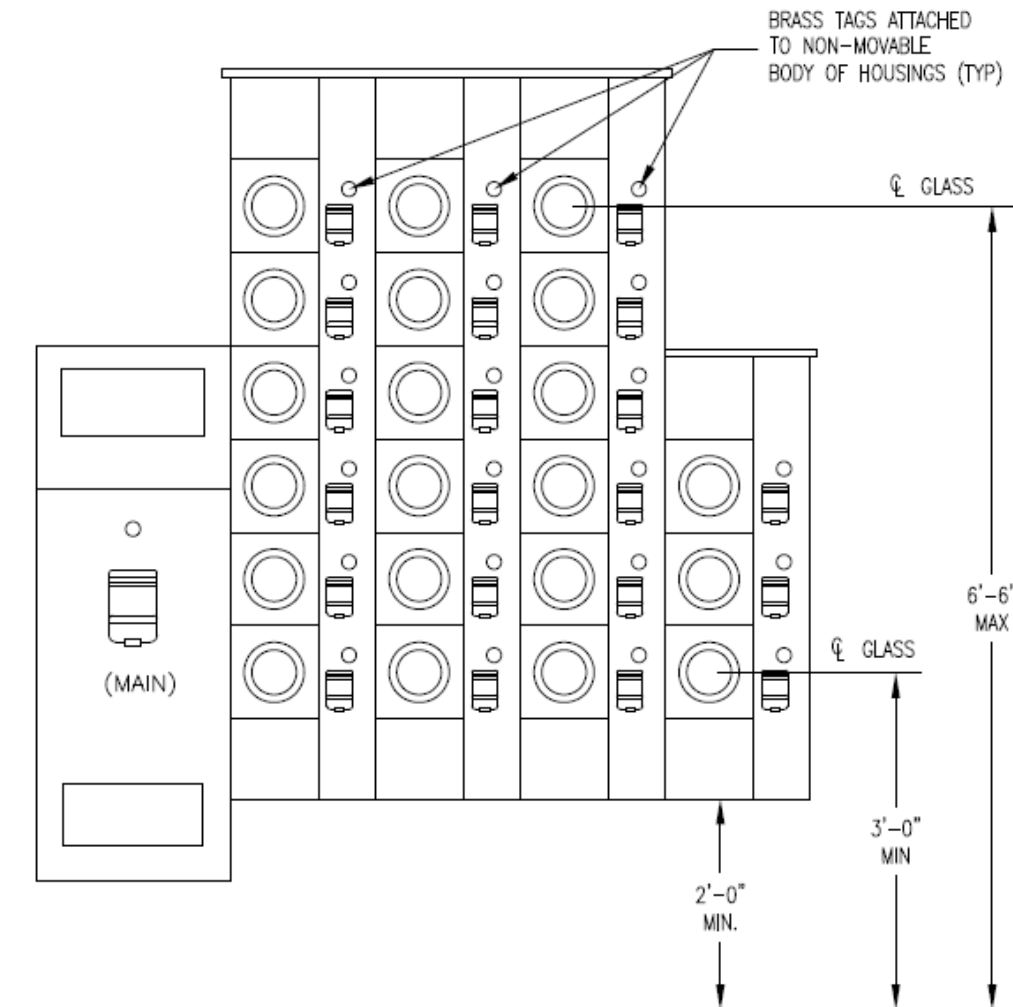 BRASS TAGS ATTACHED
TO NON-MOVABLE
BODY OF HOUSINGS (TYP)
℄ GLASS
6'-6'
MAX
℄ GLASS
(MAIN)
3'-0"
MIN
2'-0"
MIN.